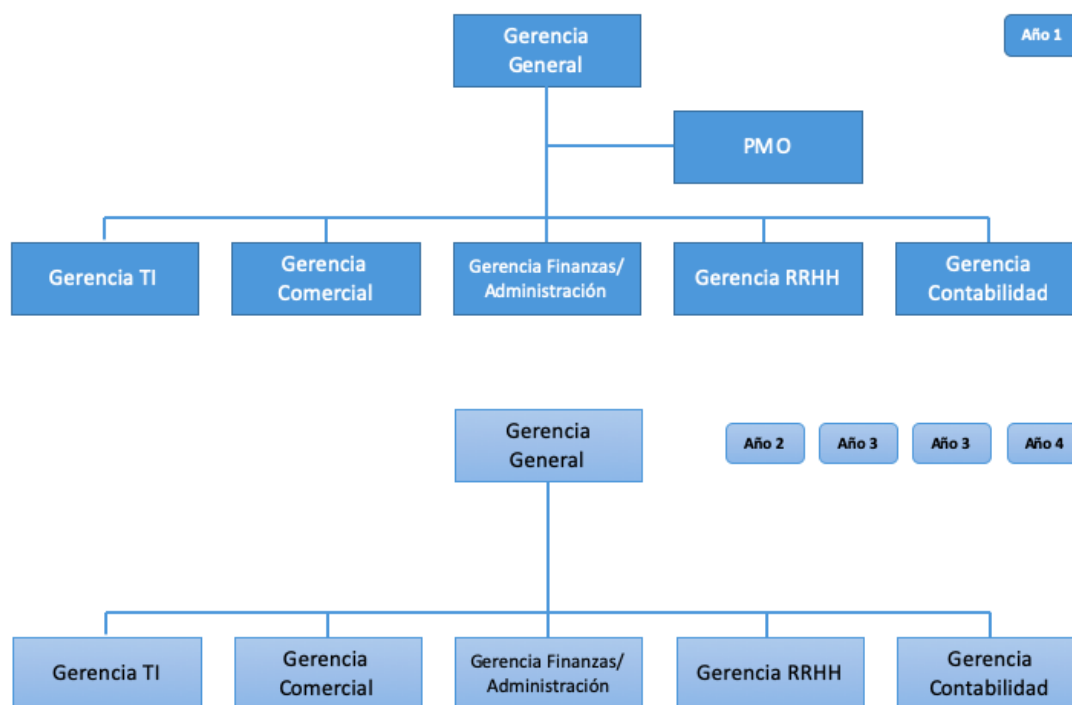 Gerencia
General
Año 1
PMO
Gerencia TI
Gerencia
Comercial
Gerencia Finanzas/
Administración
Gerencia RRHH
Gerencia
Contabilidad
Gerencia
General
Año 2
Año 3
Año 3
Año 4
Gerencia TI
Gerencia
Comercial
Gerencia Finanzas/
Administración
Gerencia RRHH
Gerencia
Contabilidad